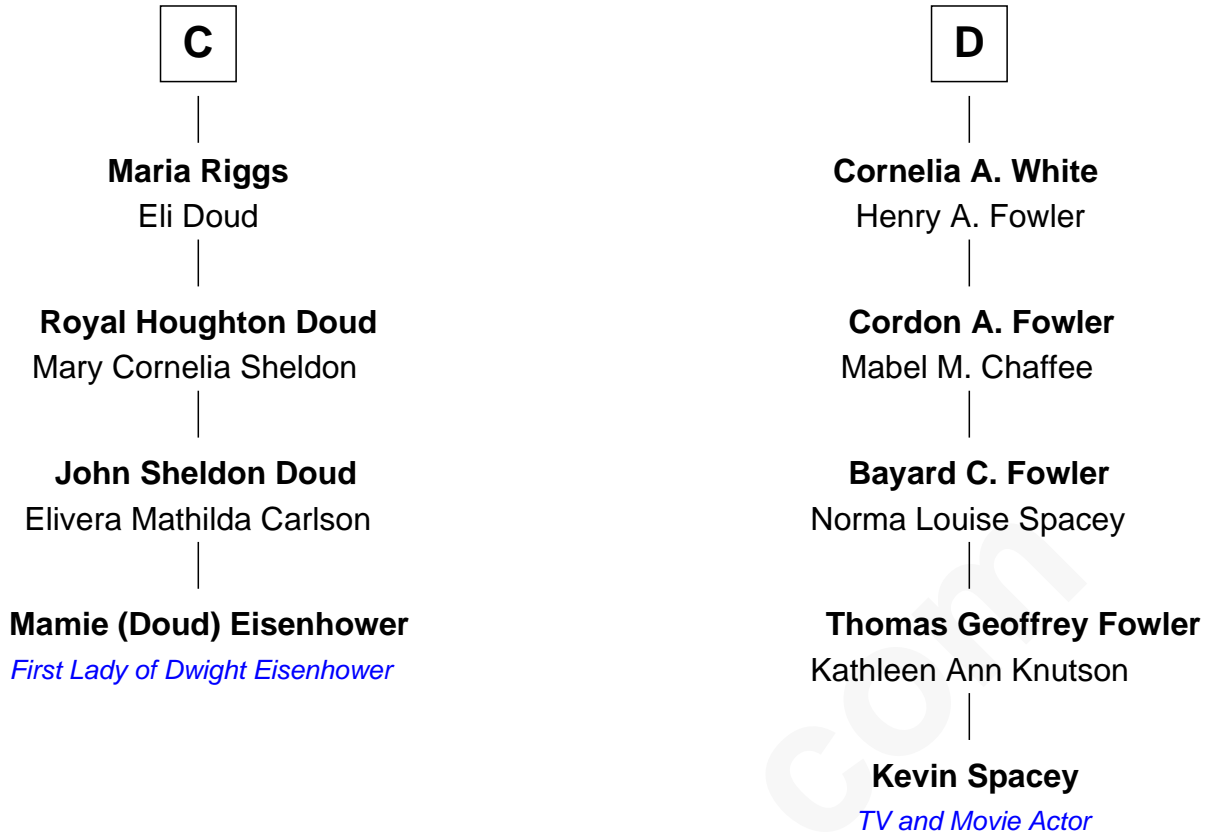 C
Maria Riggs
Eli Doud
Royal Houghton Doud
Mary Cornelia Sheldon
John Sheldon Doud
Elivera Mathilda Carlson
Mamie (Doud) Eisenhower
First Lady of Dwight Eisenhower
D
Cornelia A. White
Henry A. Fowler
Cordon A. Fowler
Mabel M. Chaffee
Bayard C. Fowler
Norma Louise Spacey
Thomas Geoffrey Fowler
Kathleen Ann Knutson
Kevin Spacey
TV and Movie Actor
com